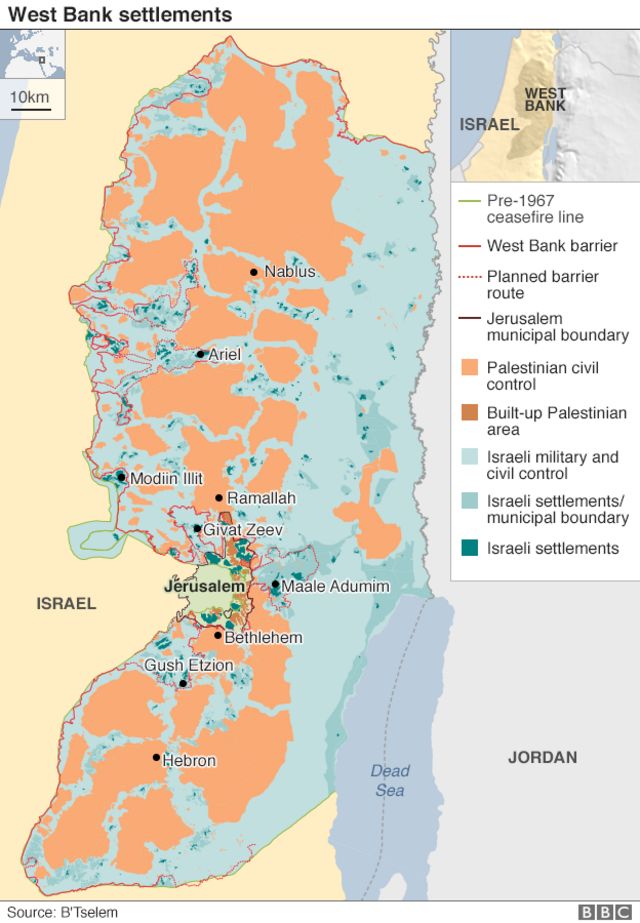 West Bank settlements
10km
WEST
BANK
ISRAEL
Pre-1967
ceasefire line
West Bank barrier
Planned barrier
route
Jerusalem
municipal boundary
Palestinian civil
control
Built-up Palestinian
area
Israeli military and
civil control
Israeli settlements/
municipal boundary
Israeli settlements
Nablus
Ariel
Modiin Illit
Ramallah
Givat Zeev
Jerusalem
Maale Adumim
ISRAEL
Bethlehem
Gush Etzion
Hebron
Dead
Sea
JORDAN
Source: B'Tselem
BBC